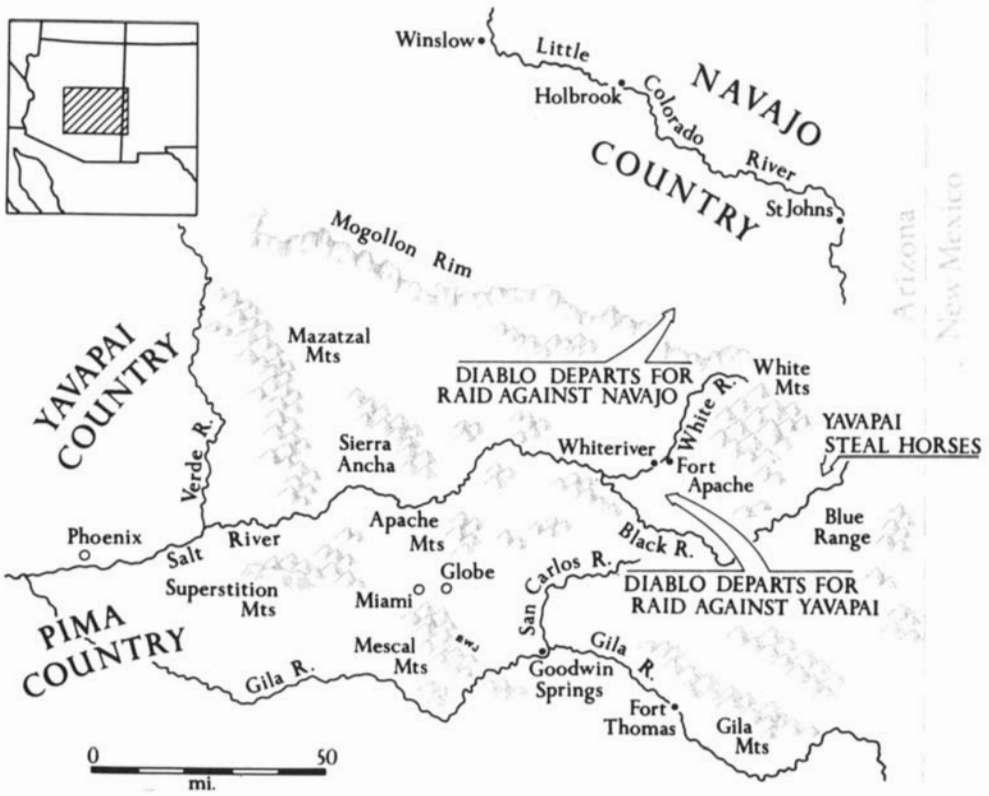 Winslow
Little
Colorado
River
Holbrook
NAVAJO
COUNTRY
St Johns
Arizona
New Mexico
Mogollon Rim
Mazatzal
Mts
YAVAPAI
COUNTRY
DIABLO DEPARTS FOR
RAID AGAINST NAVAJO
White
Mts
White R.
YAVAPAI
STEAL HORSES
Verde R.
Sierra
Ancha
Whiteriver
Fort
Apache
Blue
Range
Phoenix
Salt River
Apache
Mts
Black R.
Superstition
Mts
Miami
Globe
San Carlos R.
DIABLO DEPARTS FOR
RAID AGAINST YAVAPAI
PIMA
COUNTRY
Mescal
Mts
BWJ
Gila R.
Gila R.
Goodwin
Springs
Fort
Thomas
Gila
Mts
0 50
mi.